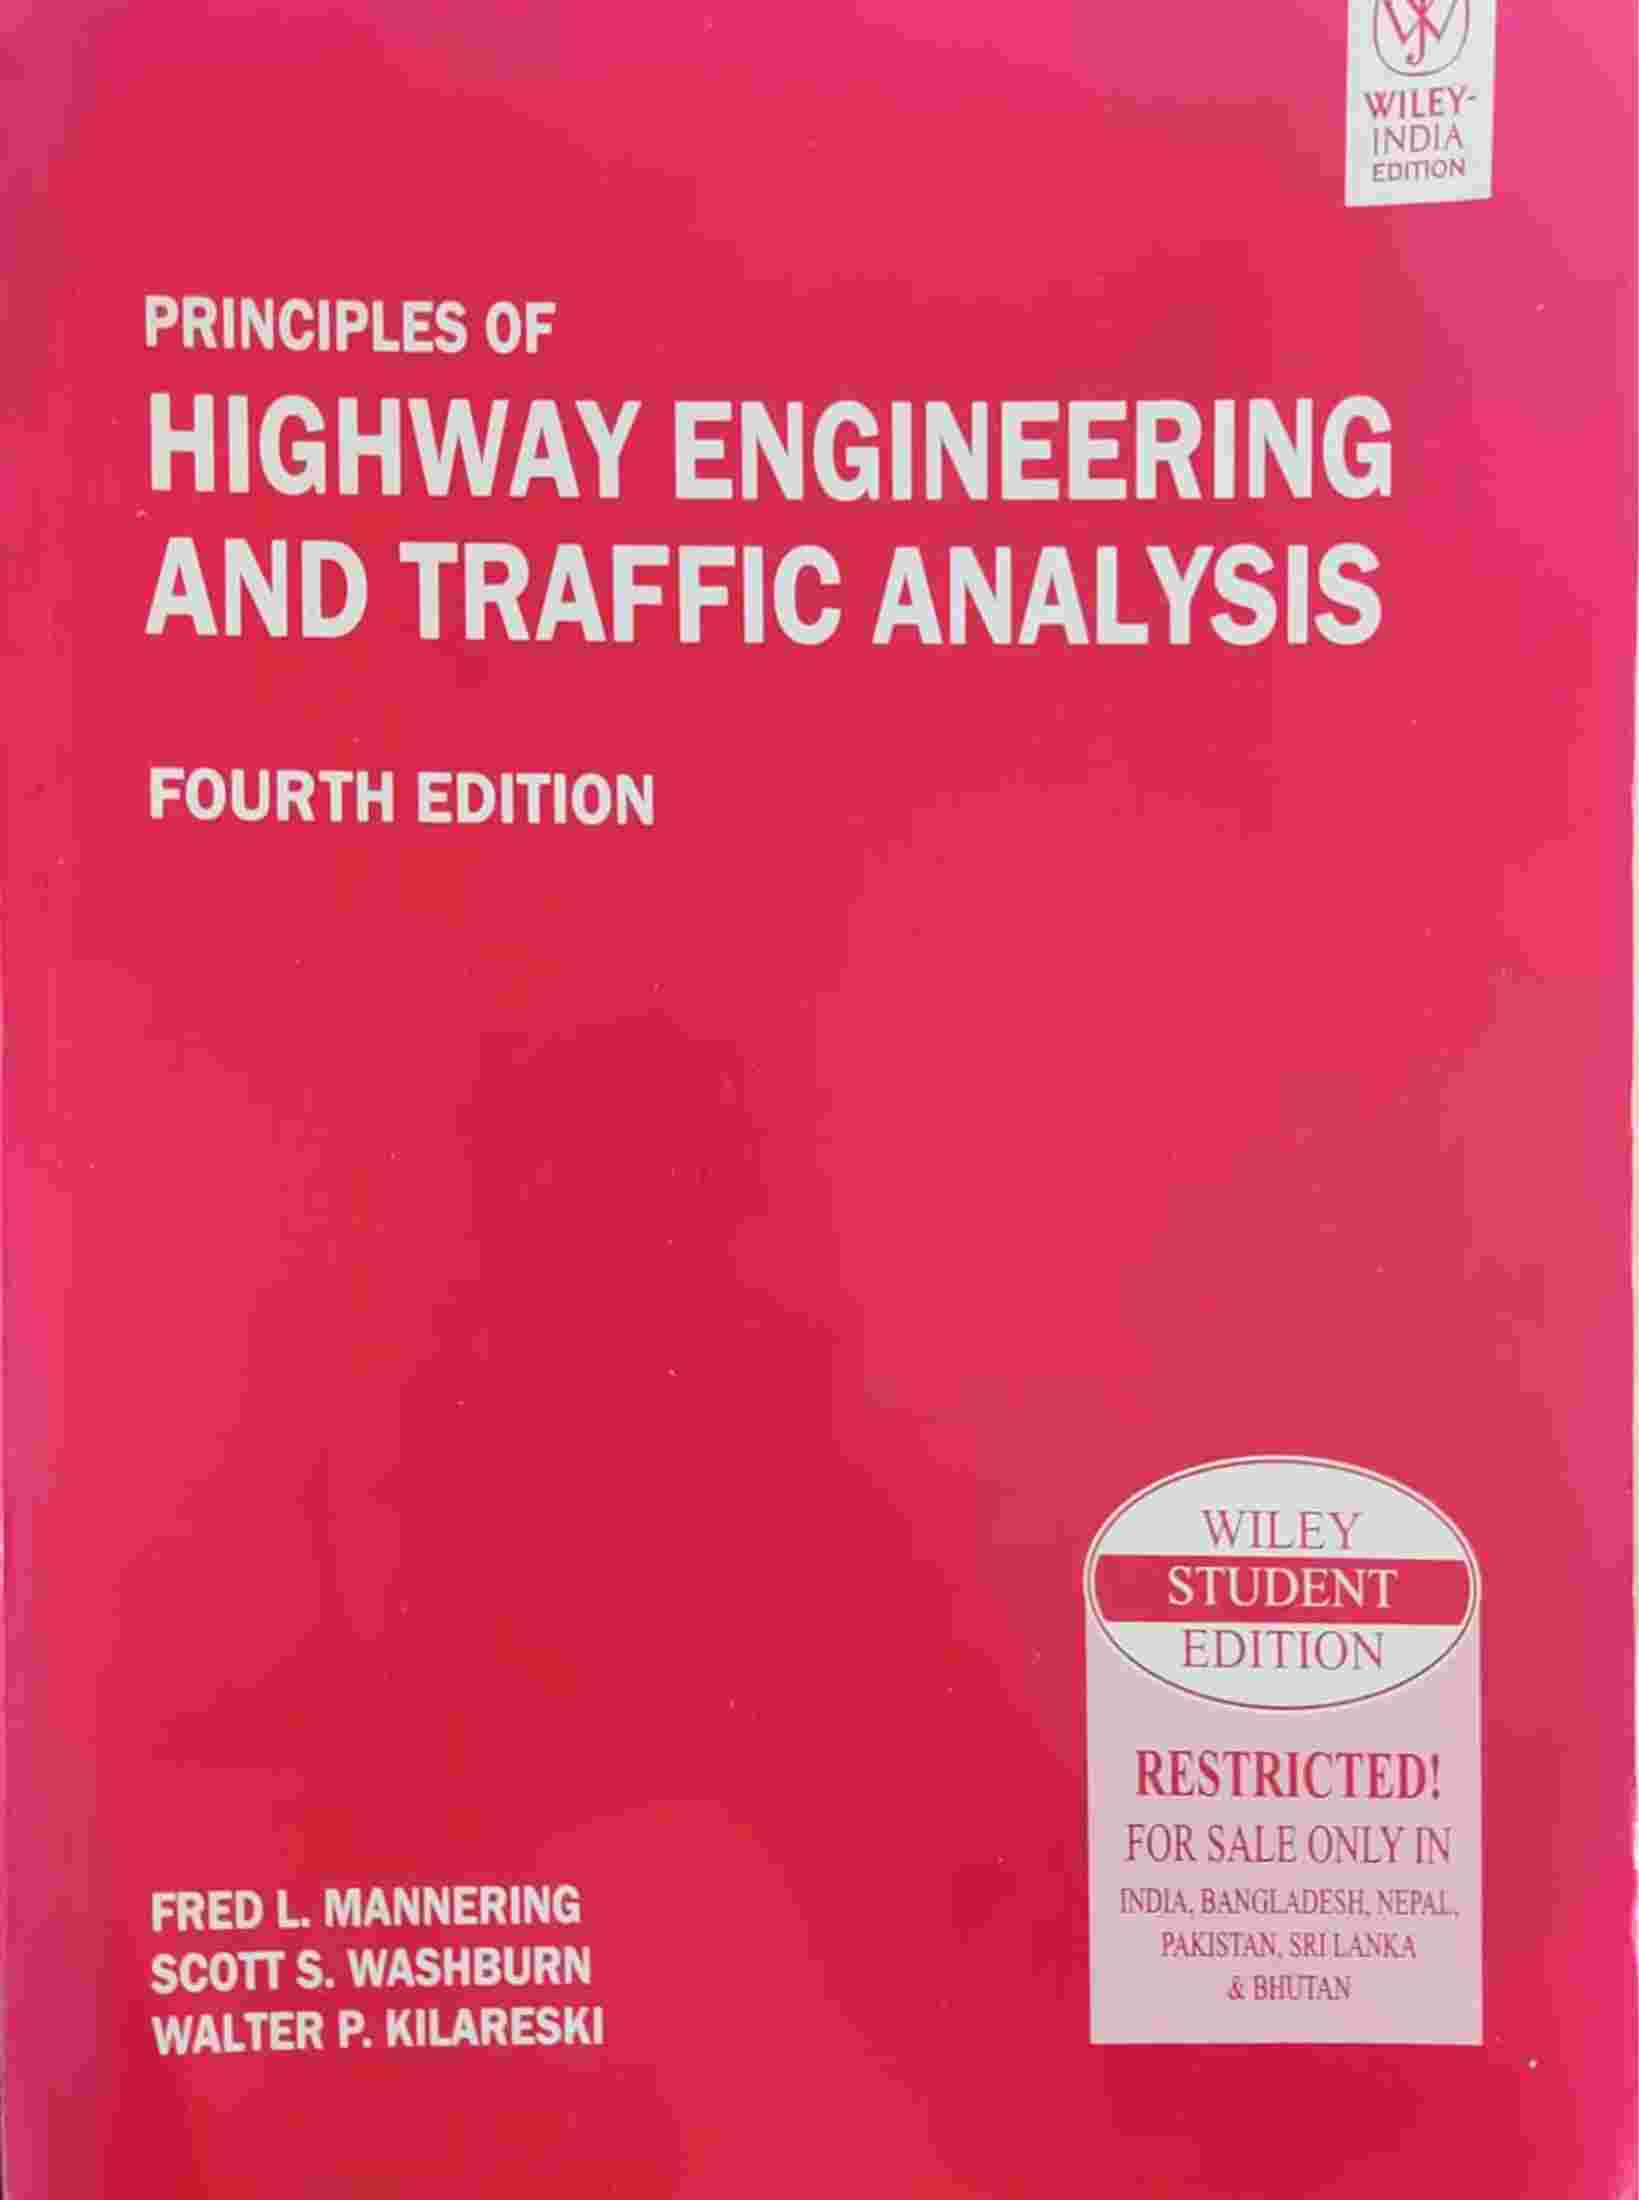 WILEY-
INDIA
EDITION
PRINCIPLES OF
HIGHWAY ENGINEERING
AND TRAFFIC ANALYSIS
FOURTH EDITION
WILEY
STUDENT
EDITION
RESTRICTED!
FOR SALE ONLY IN
INDIA, BANGLADESH, NEPAL,
PAKISTAN, SRI LANKA
& BHUTAN
FRED L. MANNERING
SCOTT S. WASHBURN
WALTER P. KILARESKI